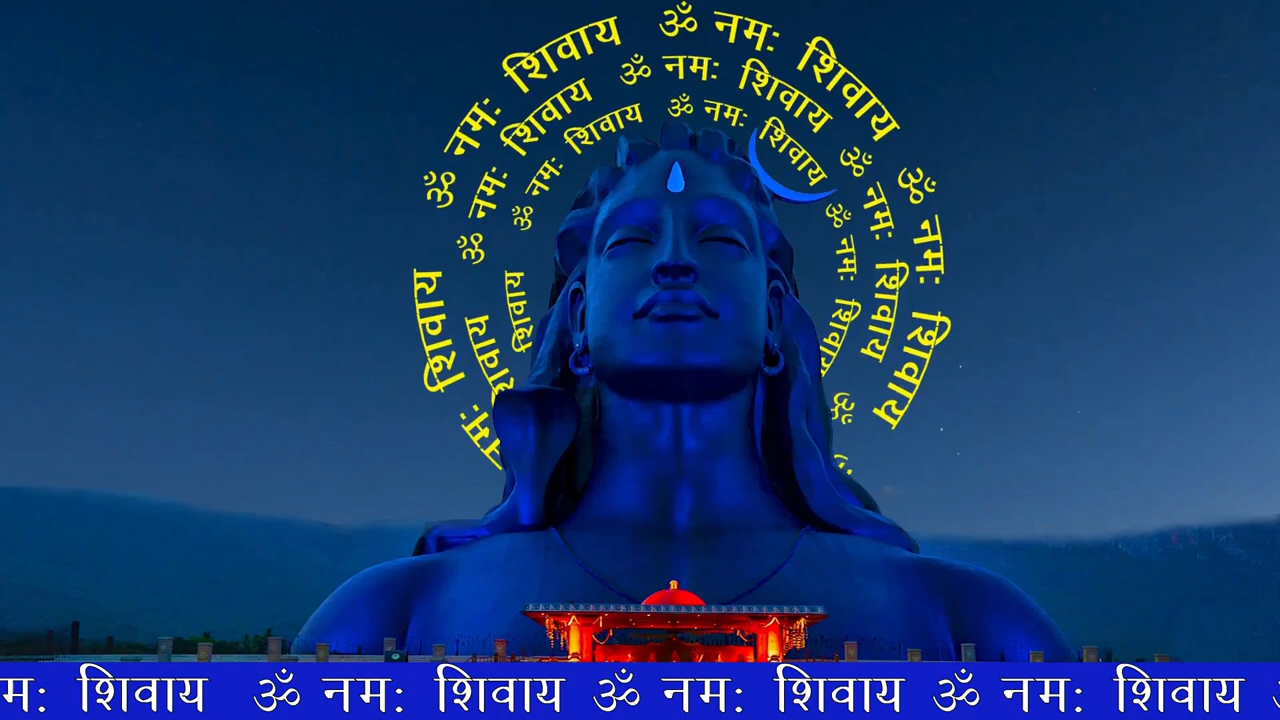 नमः शिवाय ॐ नमः शिवाय ॐ नमः शिवाय ॐ नमः शिवाय
शिवाय ॐ नमः शिवाय ॐ नमः शिवाय ॐ नमः शिवाय ॐ
शिवाय ॐ नमः शिवाय ॐ नमः शिवाय ॐ नमः शिवाय
मः शिवाय ॐ नमः शिवाय ॐ नमः शिवाय ॐ नमः शिवाय